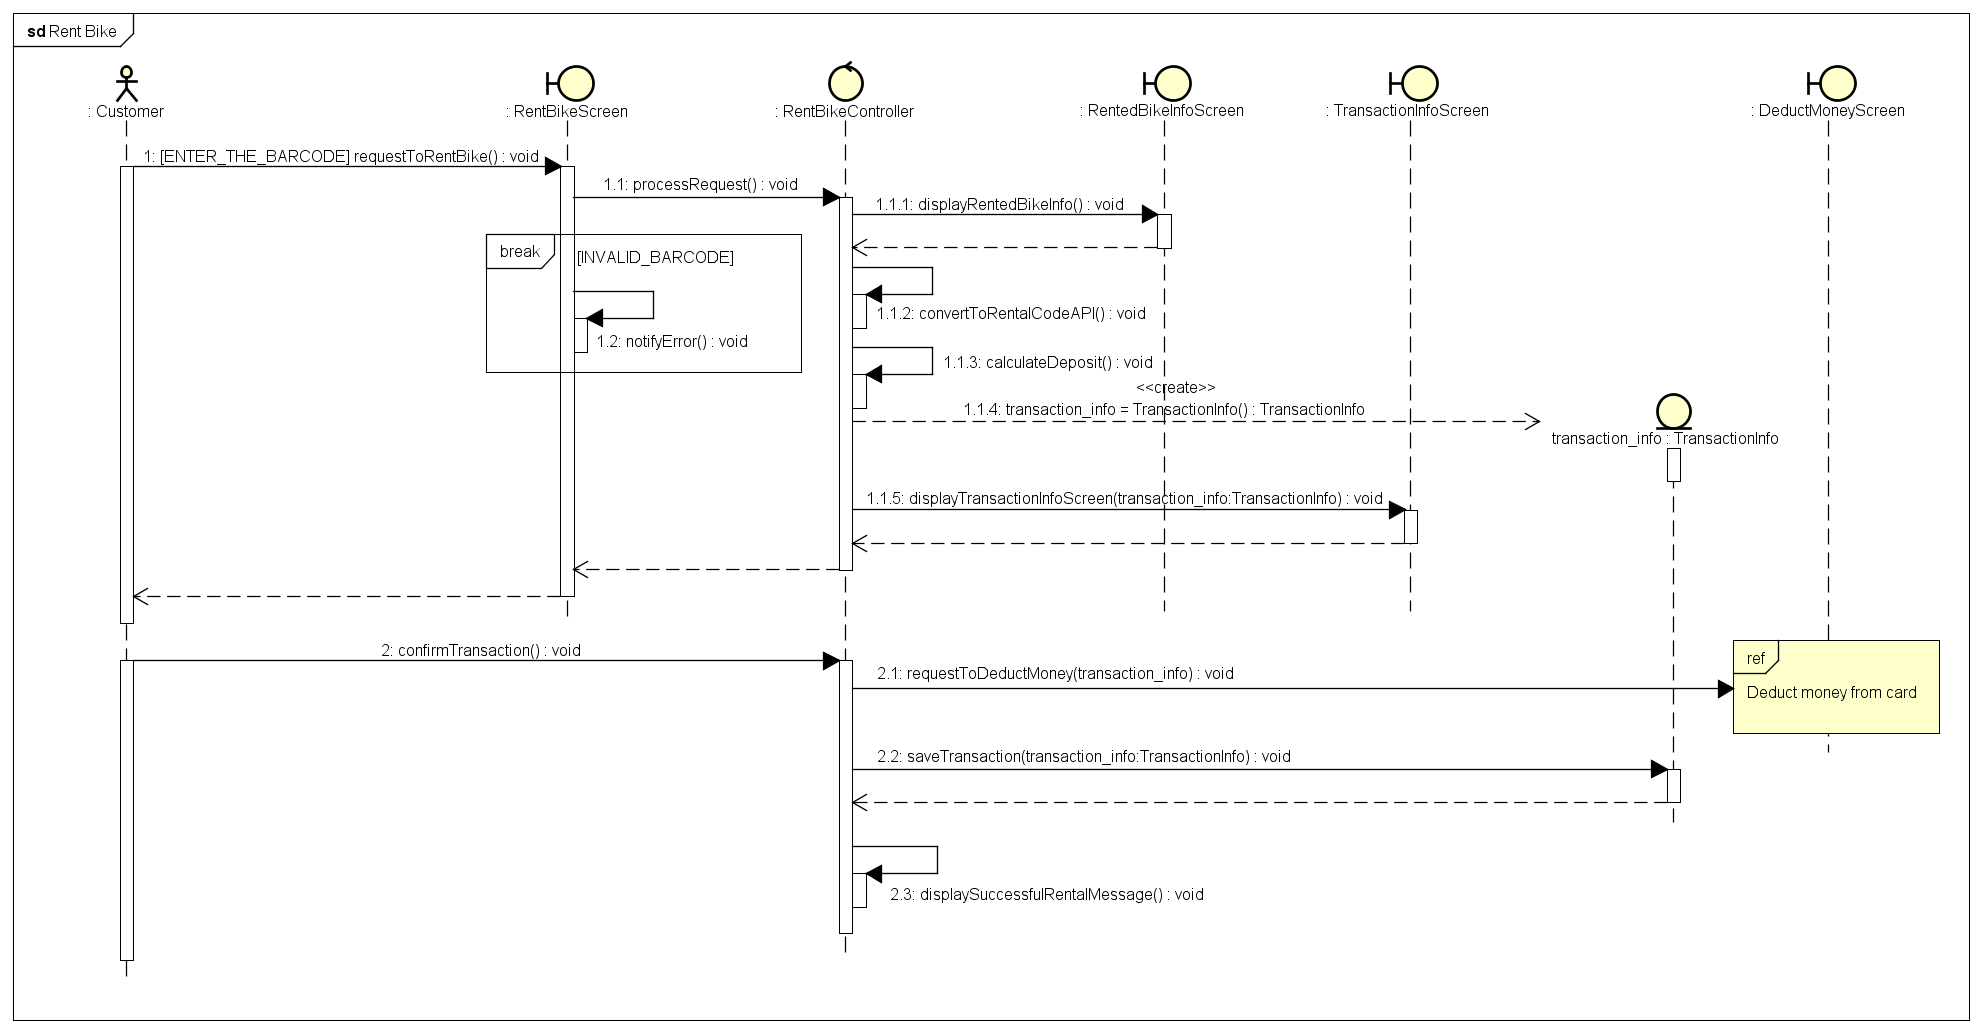 sd Rent Bike
: Customer
: RentBikeScreen
: RentBikeController
: RentedBikeInfoScreen
: TransactionInfoScreen
: DeductMoneyScreen
1: [ENTER_THE_BARCODE] requestToRentBike() : void
1.1: processRequest() : void
1.1.1: displayRentedBikeInfo() : void
break
[INVALID_BARCODE]
1.1.2: convertToRentalCodeAPI() : void
1.2: notifyError() : void
1.1.3: calculateDeposit() : void
<<create>>
1.1.4: transaction_info = TransactionInfo() : TransactionInfo
transaction_info : TransactionInfo
1.1.5: displayTransactionInfoScreen(transaction_info:TransactionInfo) : void
2: confirmTransaction() : void
ref
2.1: requestToDeductMoney(transaction_info) : void
Deduct money from card
2.2: saveTransaction(transaction_info:TransactionInfo) : void
2.3: displaySuccessfulRentalMessage() : void